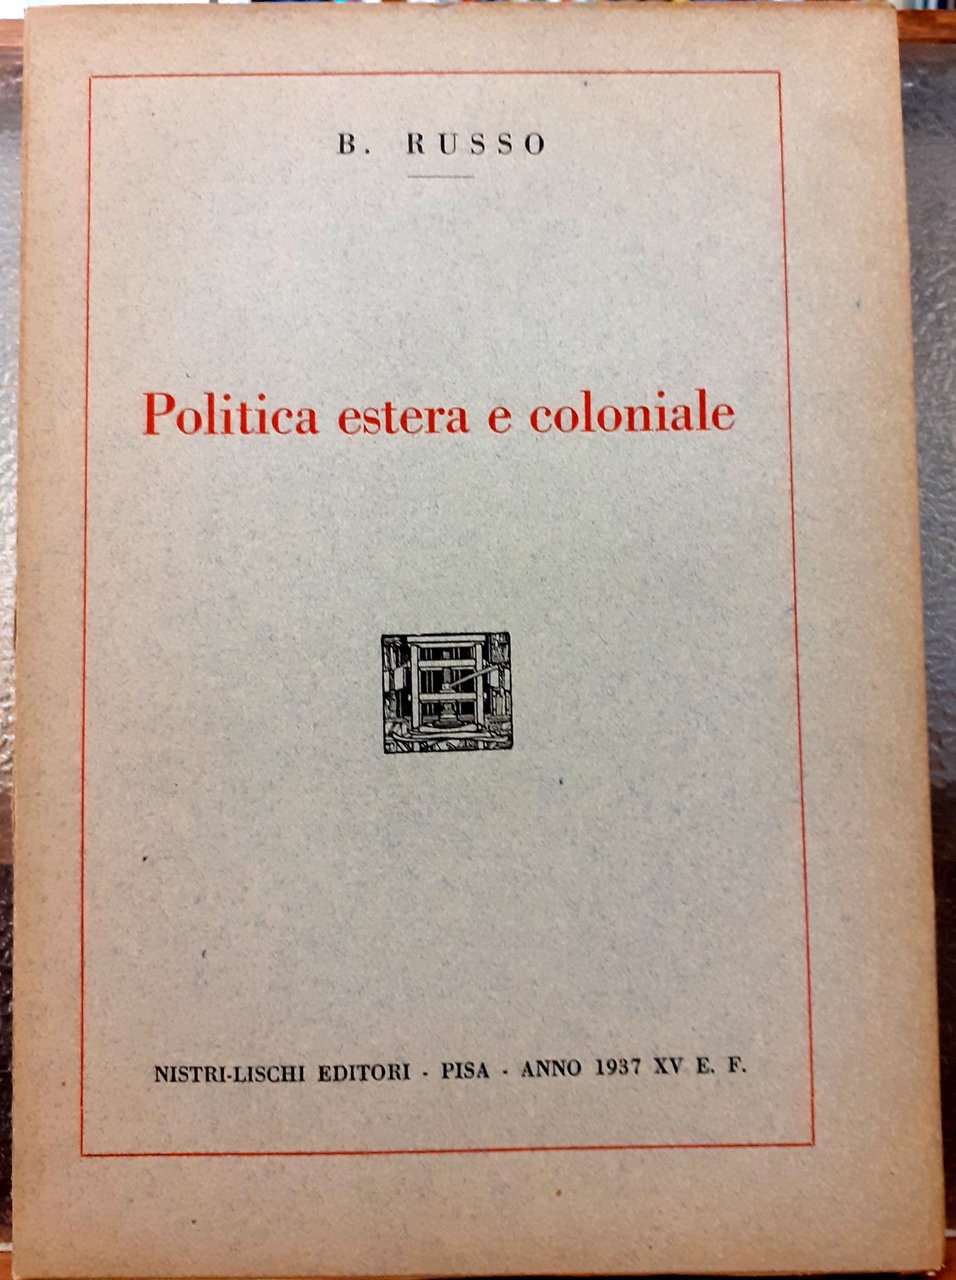 B. RUSSO
Politica estera e coloniale
NISTRI-LISCHI EDITORI - PISA - ANNO 1937 XV E. F.